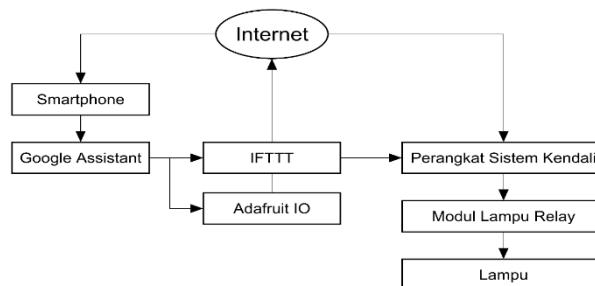 Internet
Smartphone
Google Assistant
IFTTT
Perangkat Sistem Kendali
Adafruit IO
Modul Lampu Relay
Lampu